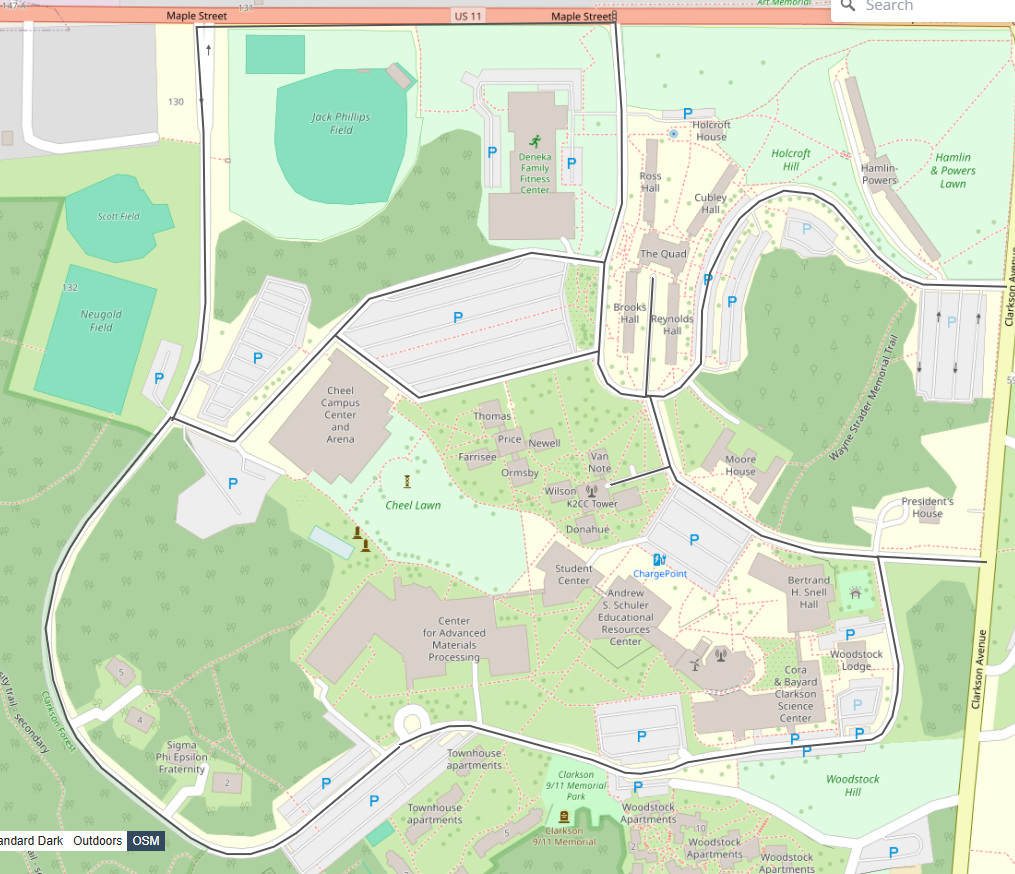 147 A
Maple Street
131
US 11
Maple Street
Art Memorial
Search
130
Jack Phillips
Field
P
Holcroft
House
Deneka
Family
Fitness
Center
P
P
Ross
Hall
Holcroft
Hill
Hamlin-
Powers
Hamlin
& Powers
Lawn
Cubley
Hall
Scott Field
P
The Quad
132
Neugold
Field
P
P
P
P
Brooks
Hall
Reynolds
Hall
Clarkson Avenue
P
P
Cheel
Campus
Center
and
Arena
Wayne Strader Memorial Trail
Thomas
Price
Newell
Farrisee
Ormsby
Van
Note
Moore
House
P
Wilson
K2CC Tower
Cheel Lawn
Donahue
President's
House
P
Student
Center
ChargePoint
Andrew
S. Schuler
Educational
Resources
Center
Bertrand
H. Snell
Hall
Center
for Advanced
Materials
Processing
P
Woodstock
Lodge
Cora
& Bayard
Clarkson
Science
Center
Clarkson Avenue
5
4
Clarkson Forest
sity trail - secondary
P
P
P
P
P
Sigma
Phi Epsilon
Fraternity
2
Townhouse
apartments
P
P
P
Clarkson
9/11 Memorial
Park
Woodstock
Hill
Townhouse
apartments
Woodstock
Apartments
5
Clarkson
9/11 Memorial
10
2
Woodstock
Apartments
Woodstock
Apartments
P
andard Dark Outdoors OSM